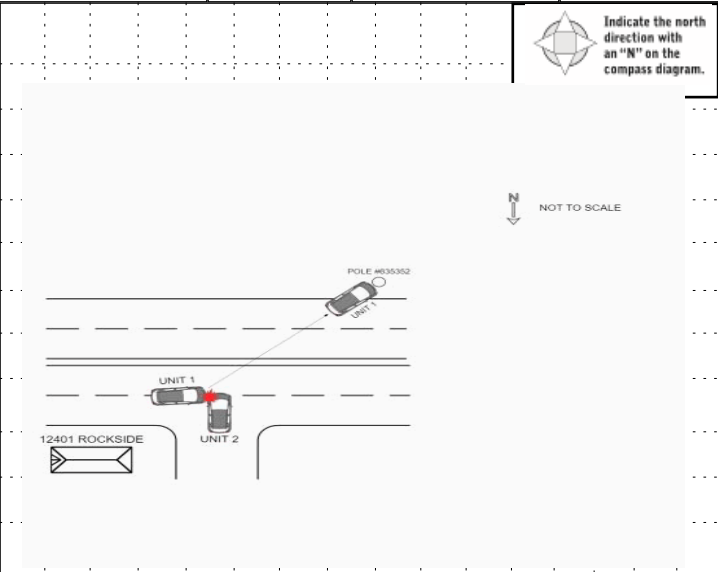 Indicate the north
direction with
an “N” on the
compass diagram.
N
NOT TO SCALE
POLE #635352
UNIT 1
UNIT 1
12401 ROCKSIDE
UNIT 2